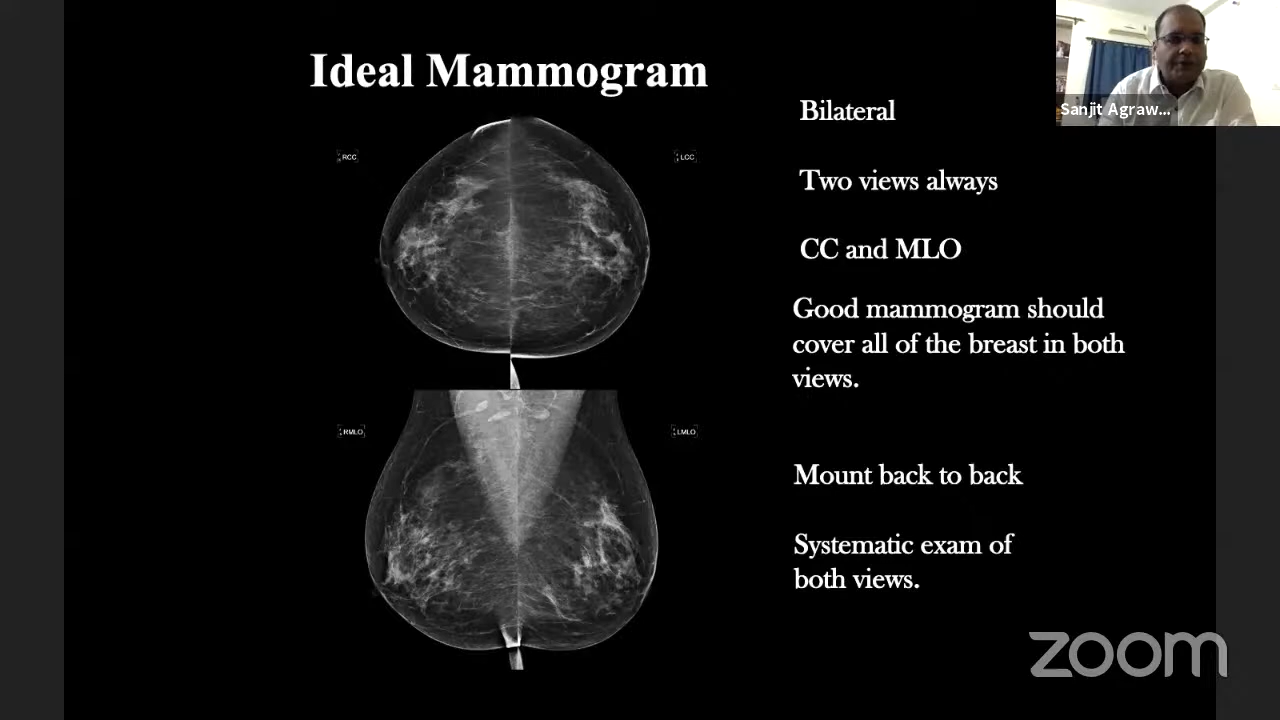 Ideal Mammogram
Sanjit Agraw...
Bilateral
RCC
LCC
Two views always
CC and MLO
Good mammogram should
cover all of the breast in both
views.
RMLO
LMLO
Mount back to back
Systematic exam of
both views.
zoom